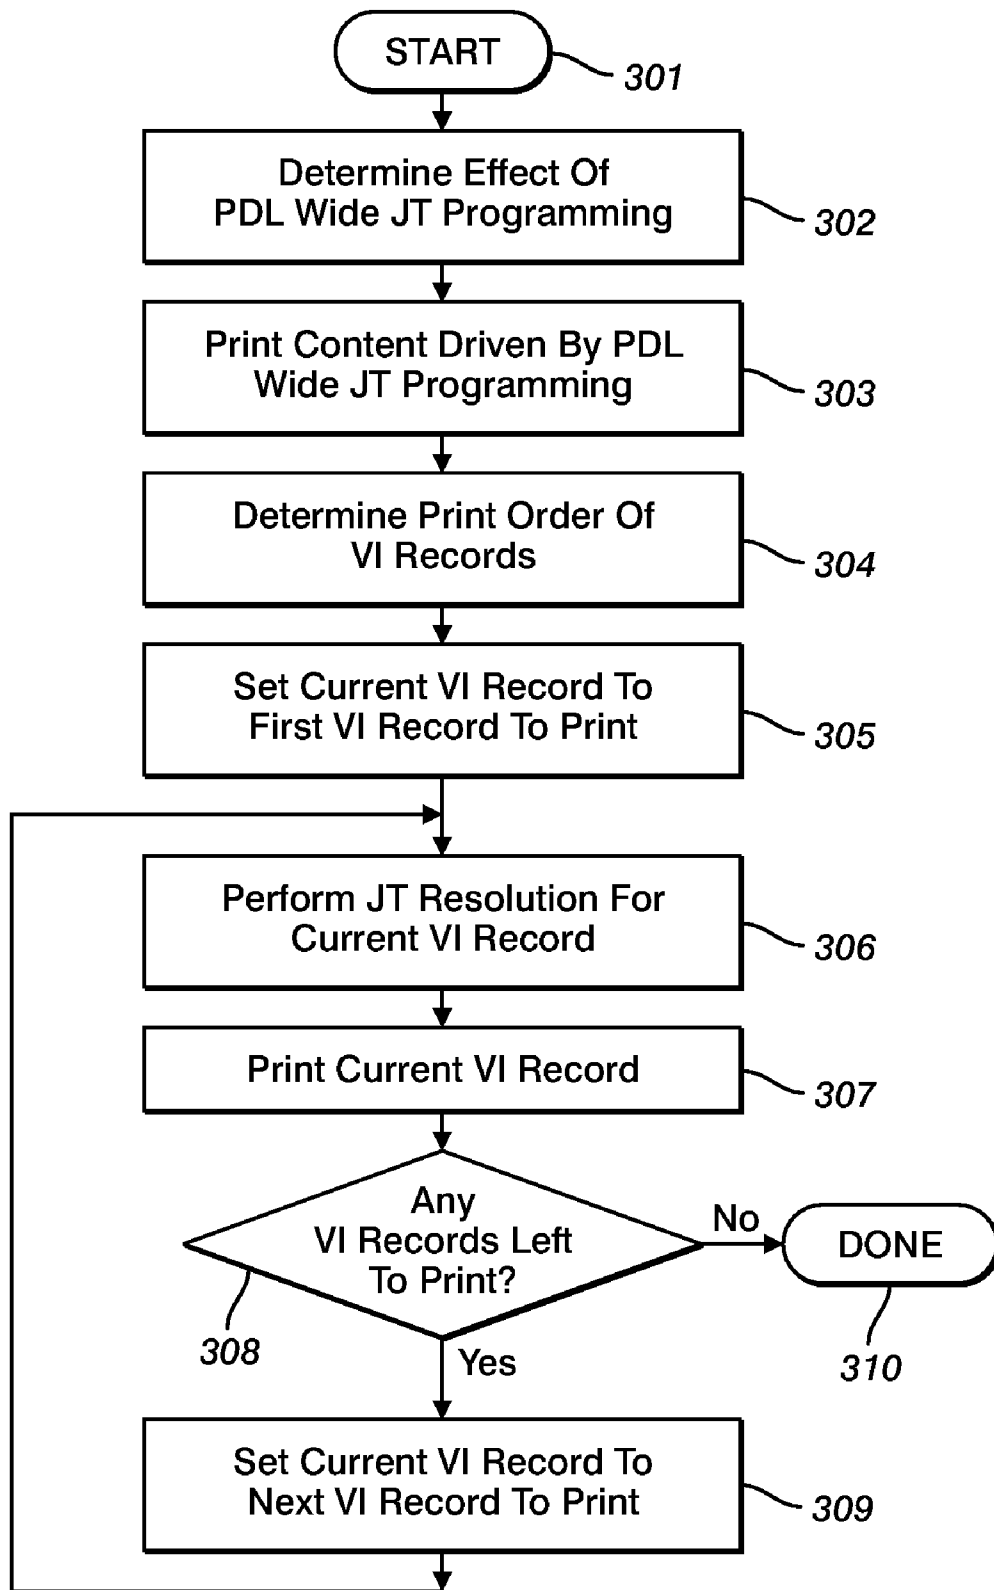 START
301
Determine Effect Of
PDL Wide JT Programming
302
Print Content Driven By PDL
Wide JT Programming
303
Determine Print Order Of
VI Records
304
Set Current VI Record To
First VI Record To Print
305
Perform JT Resolution For
Current VI Record
306
Print Current VI Record
307
Any
VI Records Left
To Print?
308
No
DONE
310
Yes
Set Current VI Record To
Next VI Record To Print
309